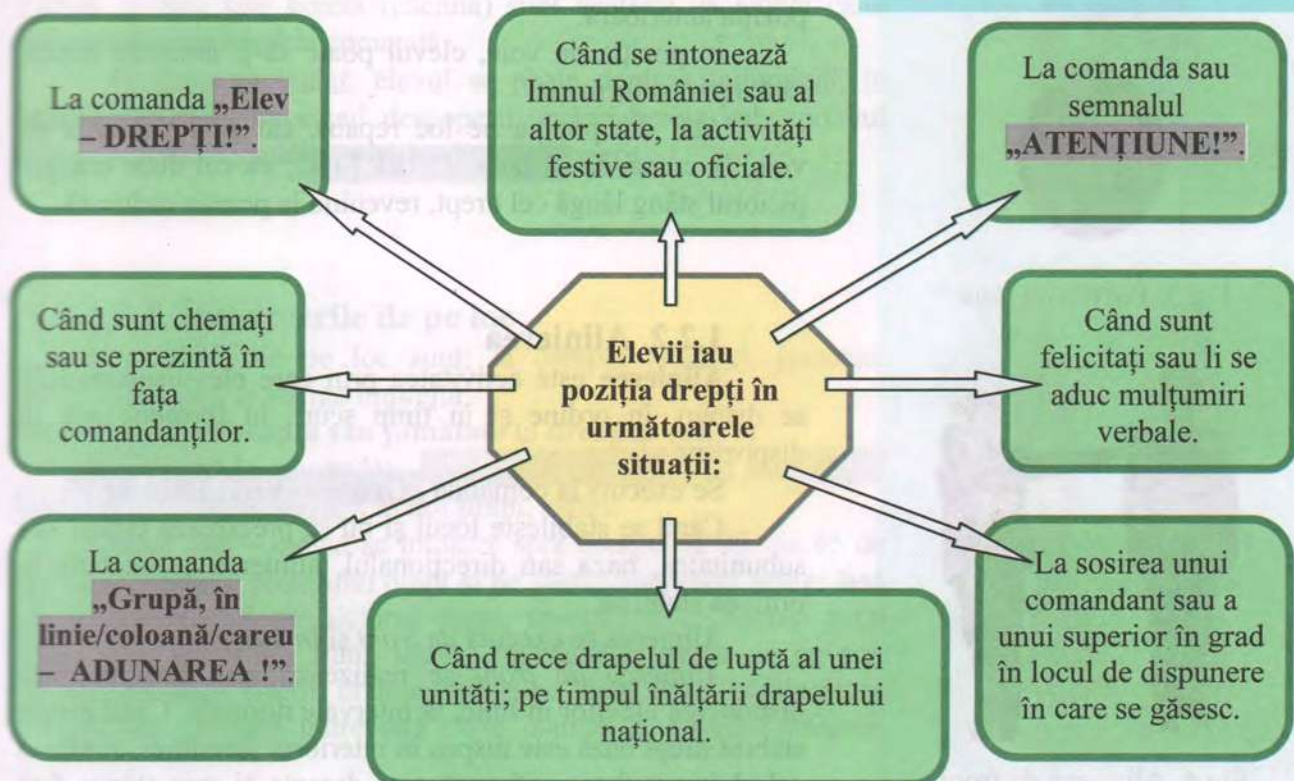 La comanda „Elev
– DREPȚI!”.
Când se intonează
Imnul României sau al
altor state, la activități
festive sau oficiale.
La comanda sau
semnalul
„ATENȚIUNE!”.
Când sunt chemați
sau se prezintă în
fața
comandanților.
Elevii iau
poziția drepți în
următoarele
situații:
Când sunt
felicitați sau li se
aduc mulțumiri
verbale.
La comanda
„Grupă, în
linie/coloană/careu
– ADUNAREA !”.
Când trece drapelul de luptă al unei
unități; pe timpul înălțării drapelului
național.
La sosirea unui
comandant sau a
unui superior în grad
în locul de dispunere
în care se găsesc.